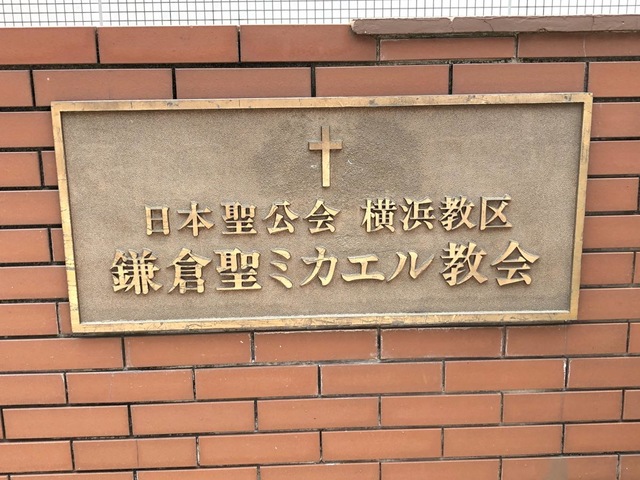 日本聖公会 横浜教区
鎌倉聖ミカエル教会